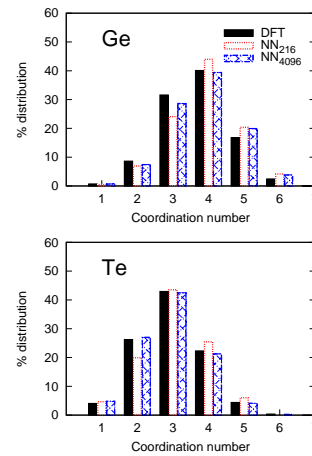 Ge
DFT
NN216
NN4096
% distribution
60
50
40
30
20
10
0
1 2 3 4 5 6
Coordination number
Te
% distribution
60
50
40
30
20
10
0
1 2 3 4 5 6
Coordination number